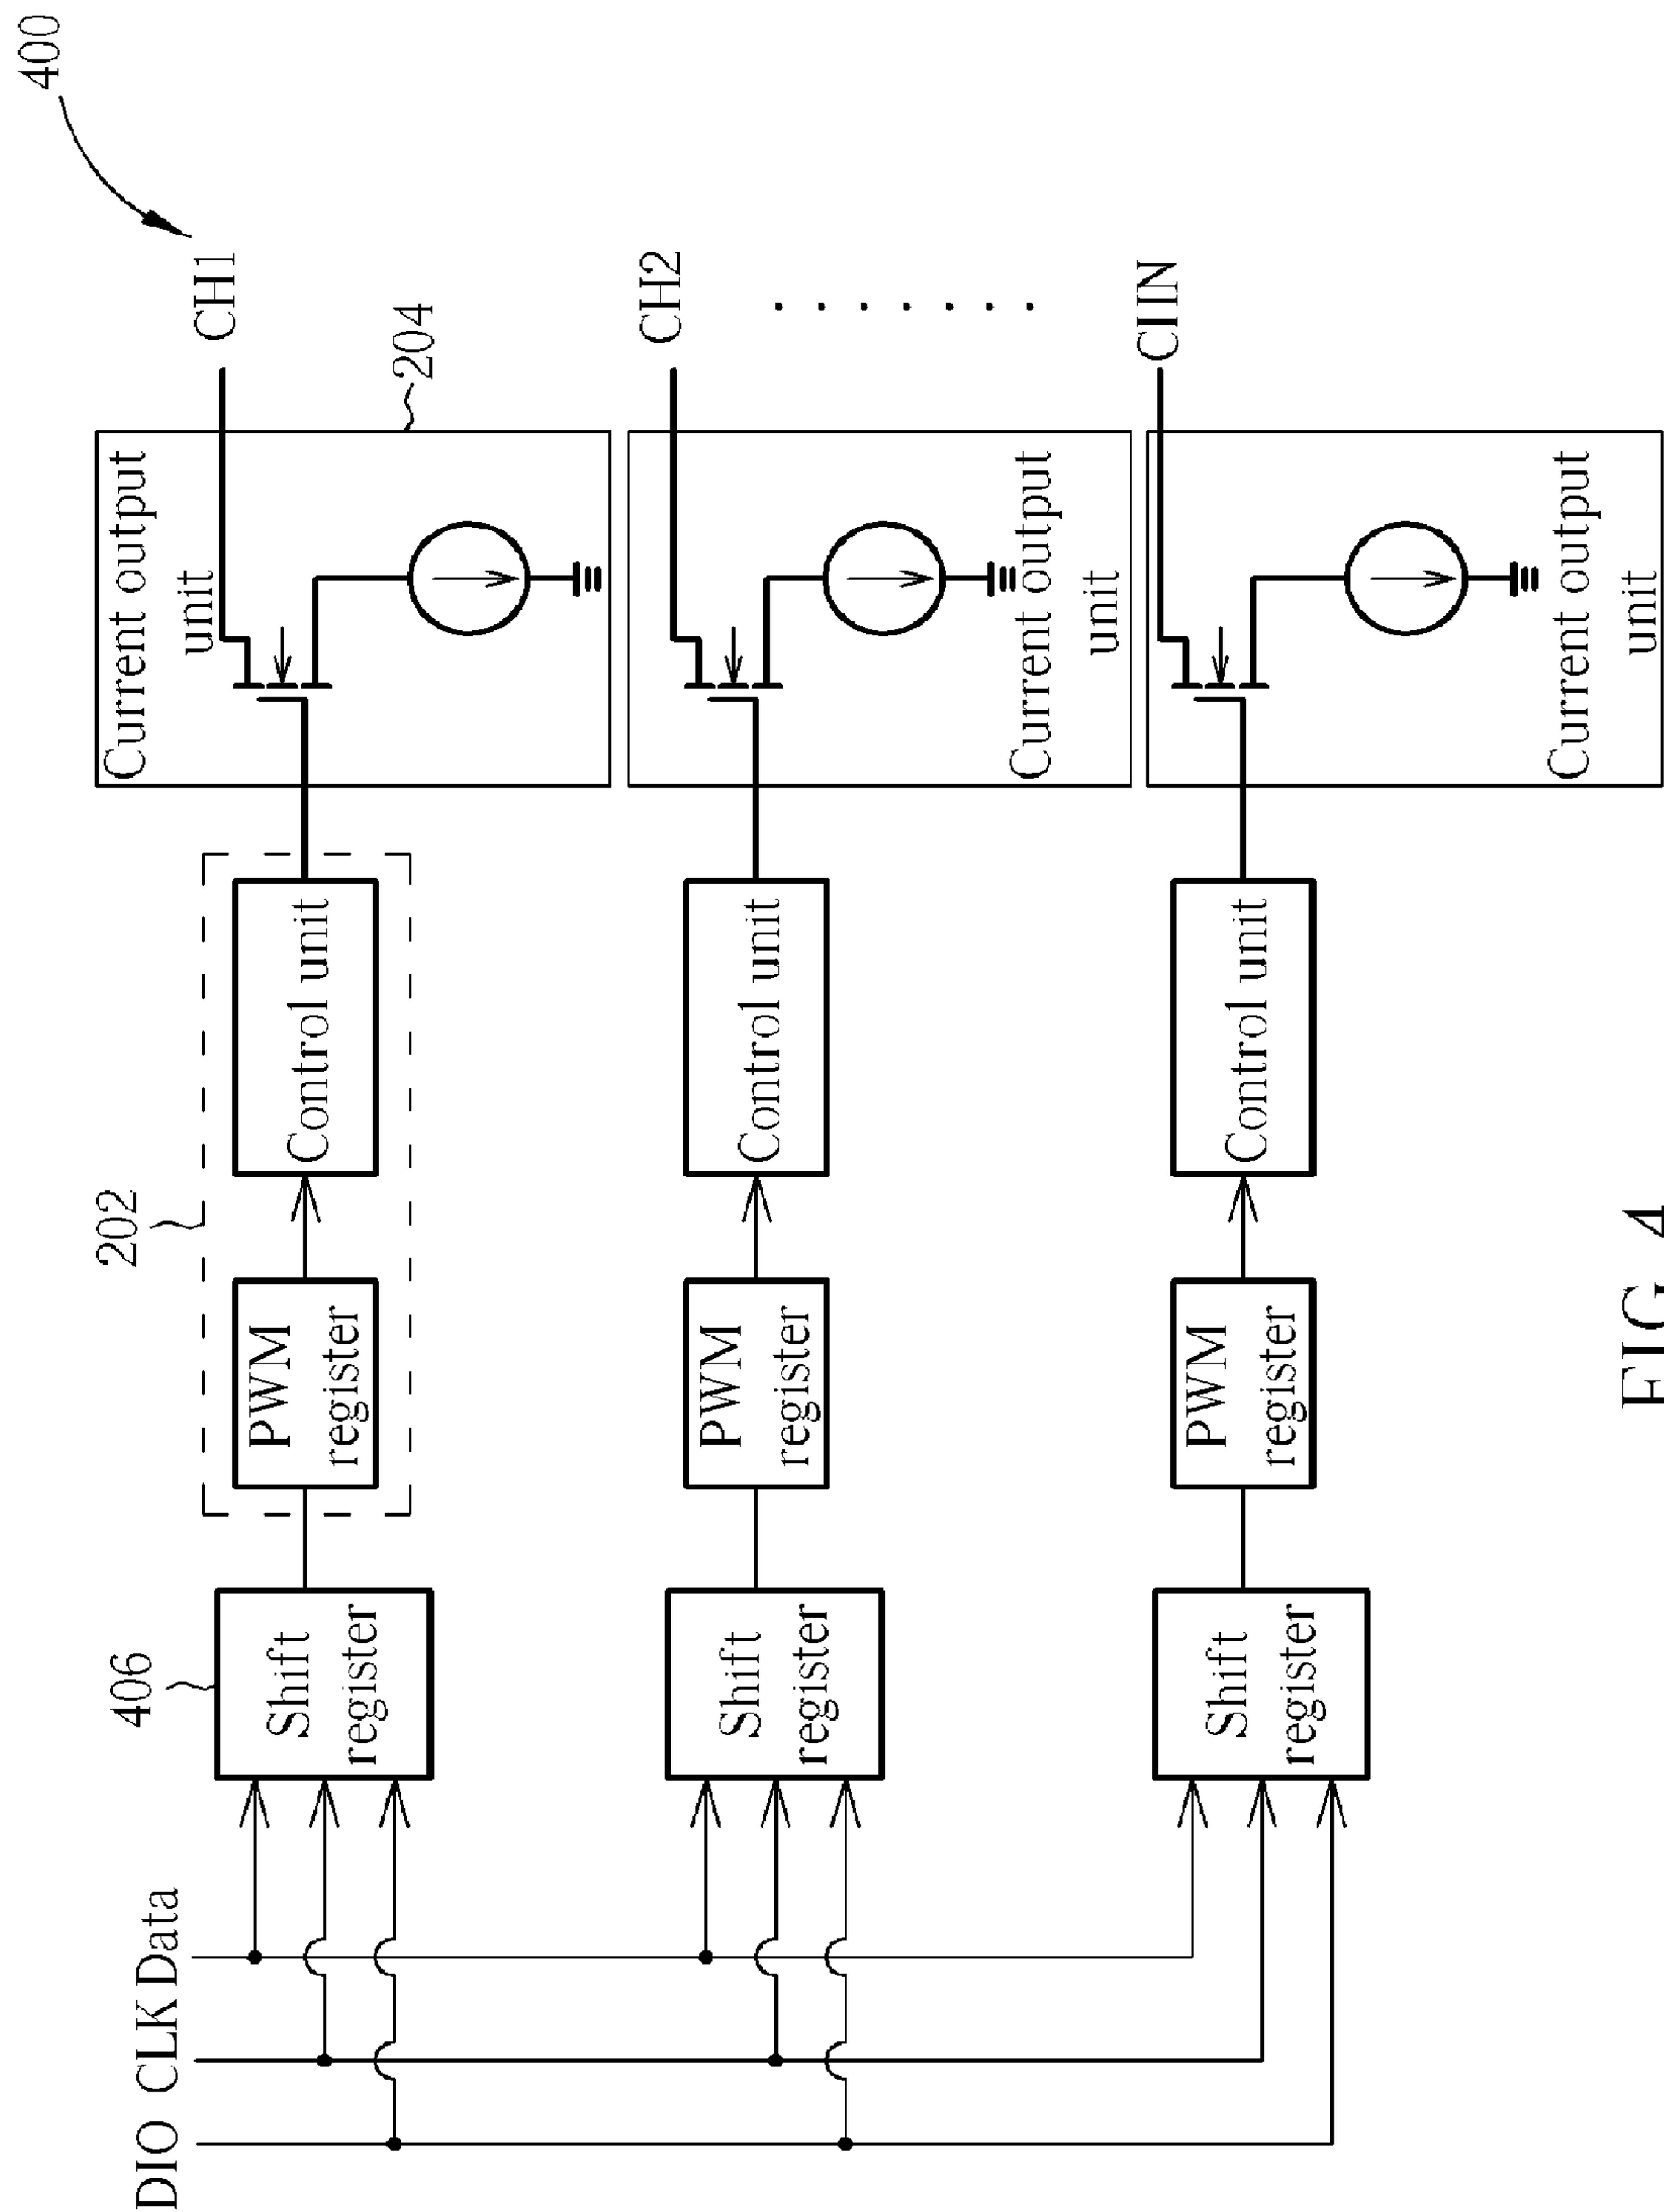 400
DIO
CLK
Data
406
Shift
register
202
PWM
register
Control unit
Current output
unit
204
CH1
Shift
register
PWM
register
Control unit
Current output
unit
CH2
. . . . . . .
Shift
register
PWM
register
Control unit
Current output
unit
CHN
FIG. 4